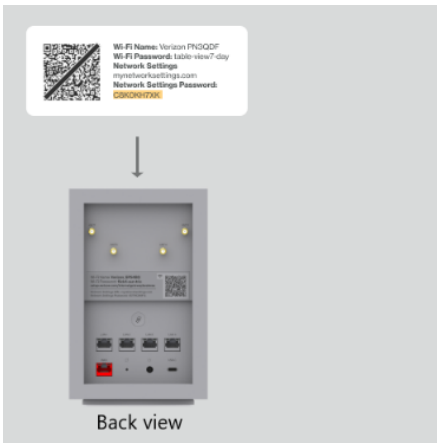 Wi-Fi Name: Verizon PN3QDF
Wi-Fi Password: table-view7-day
Network Settings
mynetworksettings.com
Network Settings Password:
C8KDKH7XK
Back view